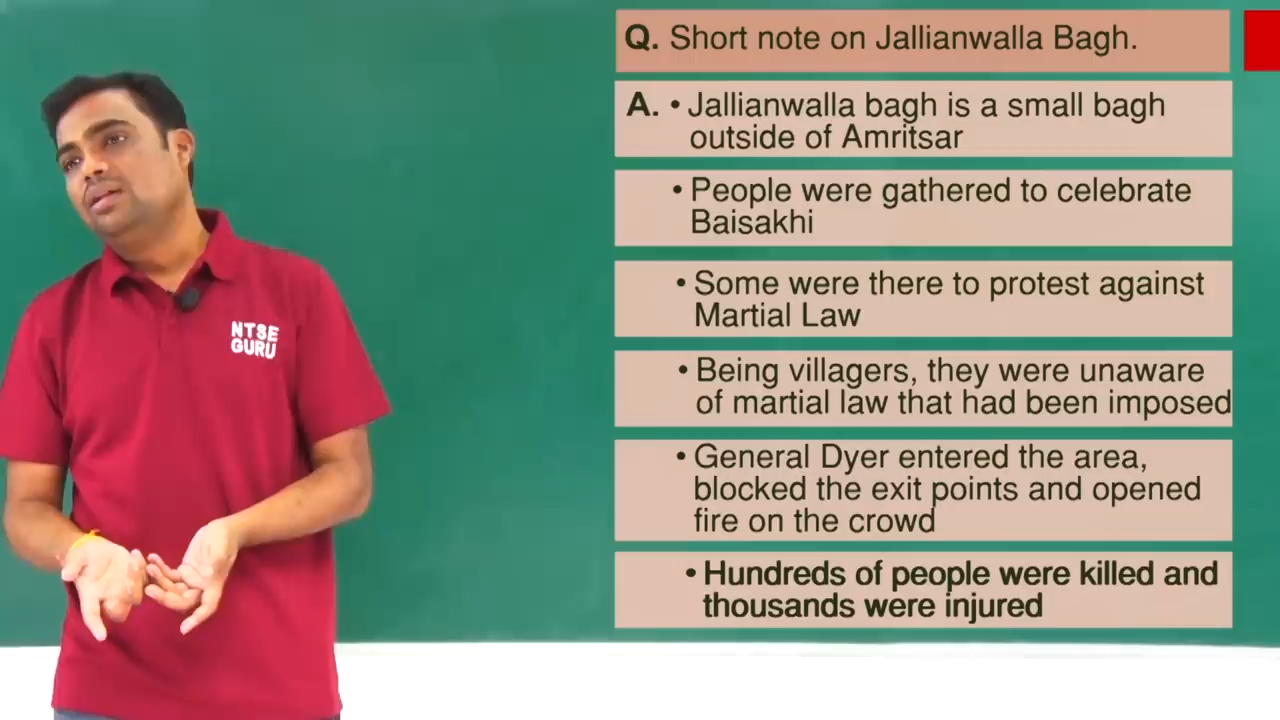 Q. Short note on Jallianwalla Bagh.
A. • Jallianwalla bagh is a small bagh
outside of Amritsar
• People were gathered to celebrate
Baisakhi
• Some were there to protest against
Martial Law
• Being villagers, they were unaware
of martial law that had been imposed
• General Dyer entered the area,
blocked the exit points and opened
fire on the crowd
• Hundreds of people were killed and
thousands were injured
NTSE
GURU